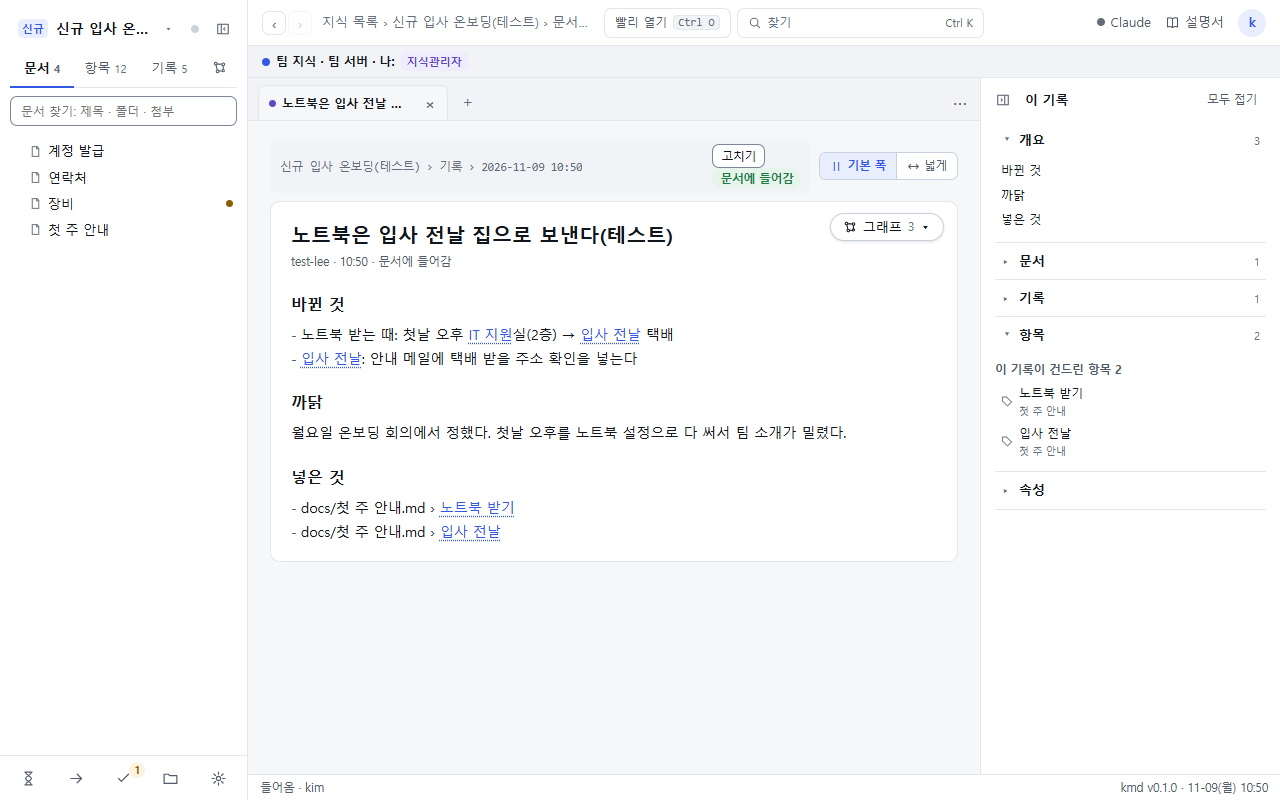 신규 신규 입사 온...
문서 4 항목 12 기록 5
문서 찾기: 제목 · 폴더 · 첨부
계정 발급
연락처
장비
첫 주 안내
1
지식 목록 › 신규 입사 온보딩(테스트) › 문서...
빨리 열기 Ctrl O
찾기 Ctrl K
Claude 설명서 k
팀 지식 · 팀 서버 · 나: 지식관리자
노트북은 입사 전날 ... × +
신규 입사 온보딩(테스트) › 기록 › 2026-11-09 10:50
고치기
문서에 들어감
기본 폭 ↔ 넓게
노트북은 입사 전날 집으로 보낸다(테스트)
그래프 3
test-lee · 10:50 · 문서에 들어감
바뀐 것
- 노트북 받는 때: 첫날 오후 IT 지원실(2층) → 입사 전날 택배
- 입사 전날: 안내 메일에 택배 받을 주소 확인을 넣는다
까닭
월요일 온보딩 회의에서 정했다. 첫날 오후를 노트북 설정으로 다 써서 팀 소개가 밀렸다.
넣은 것
- docs/첫 주 안내.md › 노트북 받기
- docs/첫 주 안내.md › 입사 전날
이 기록 모두 접기
개요 3
바뀐 것
까닭
넣은 것
문서 1
기록 1
항목 2
이 기록이 건드린 항목 2
노트북 받기
첫 주 안내
입사 전날
첫 주 안내
속성
들어옴 · kim
kmd v0.1.0 · 11-09(월) 10:50